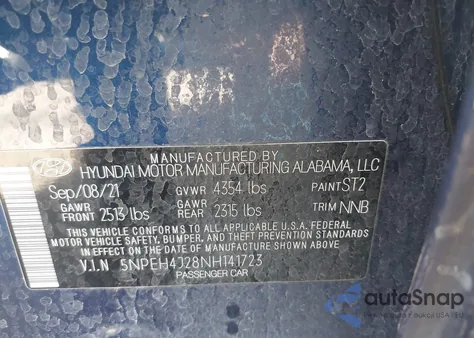 MANUFACTURED BY
HYUNDAI MOTOR MANUFACTURING ALABAMA, LLC
Sep/08/21 GVWR 4354 lbs PAINT ST2
GAWR FRONT 2513 lbs GAWR REAR 2315 lbs TRIM NNB
THIS VEHICLE CONFORMS TO ALL APPLICABLE U.S.A. FEDERAL
MOTOR VEHICLE SAFETY, BUMPER, AND THEFT PREVENTION
STANDARDS IN EFFECT ON THE DATE OF MANUFACTURE SHOWN ABOVE.
V.I.N 5NPEH4J28NH141723
PASSENGER CAR
autoSnap